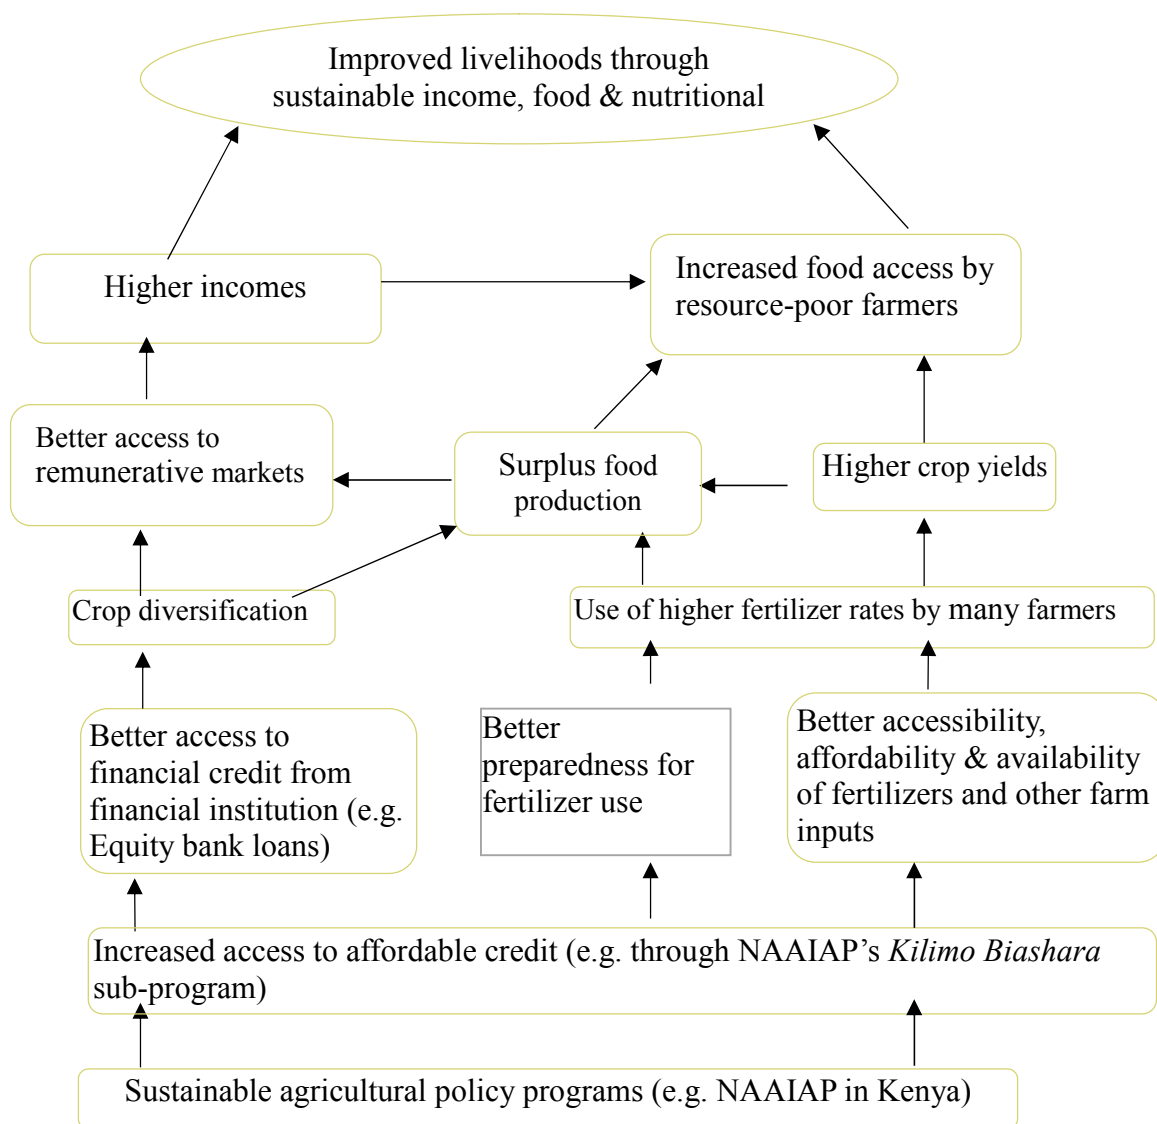 Improved livelihoods through
sustainable income, food & nutritional
Higher incomes
Increased food access by
resource-poor farmers
Better access to
remunerative markets
Surplus food
production
Higher crop yields
Crop diversification
Use of higher fertilizer rates by many farmers
Better access to
financial credit from
financial institution (e.g.
Equity bank loans)
Better
preparedness for
fertilizer use
Better accessibility,
affordability & availability
of fertilizers and other farm
inputs
Increased access to affordable credit (e.g. through NAAIAP’s Kilimo Biashara
sub-program)
Sustainable agricultural policy programs (e.g. NAAIAP in Kenya)